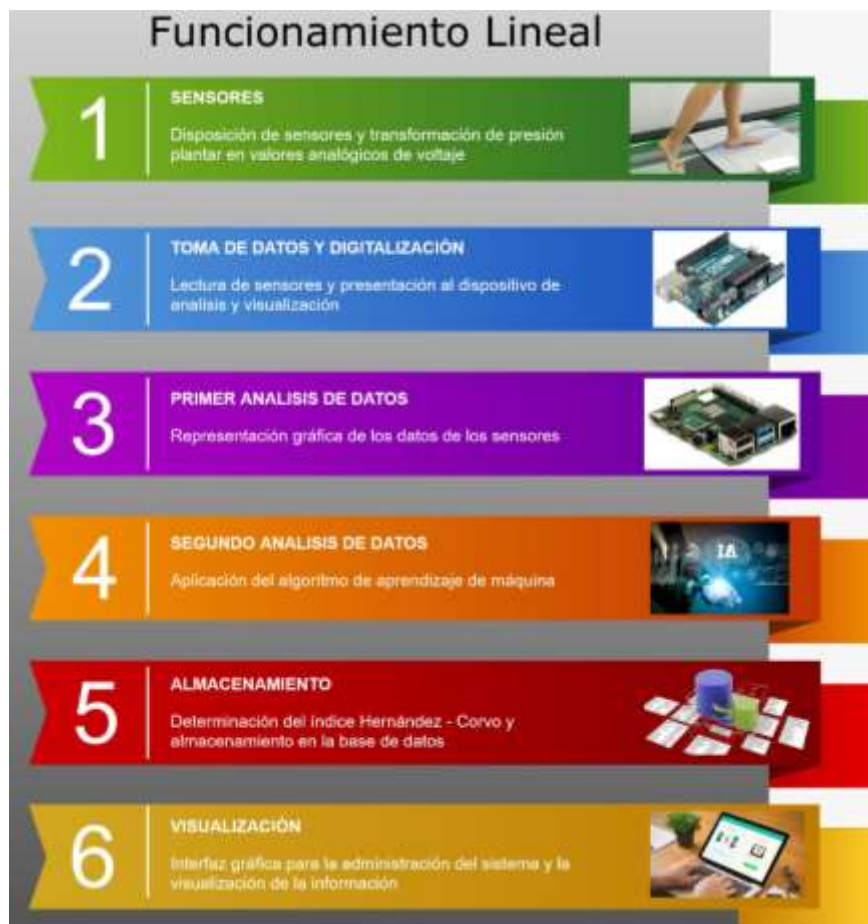 Funcionamiento Lineal
1
SENSORES
Disposición de sensores y transformación de presión
plantar en valores analógicos de voltaje
2
TOMA DE DATOS Y DIGITALIZACIÓN
Lectura de sensores y presentación al dispositivo de
analisis y visualización
3
PRIMER ANALISIS DE DATOS
Representación gráfica de los datos de los sensores
4
SEGUNDO ANALISIS DE DATOS
Aplicación del algoritmo de aprendizaje de máquina
IA
5
ALMACENAMIENTO
Determinación del índice Hernández - Corvo y
almacenamiento en la base de datos
6
VISUALIZACIÓN
Interfaz gráfica para la administración del sistema y la
visualización de la información